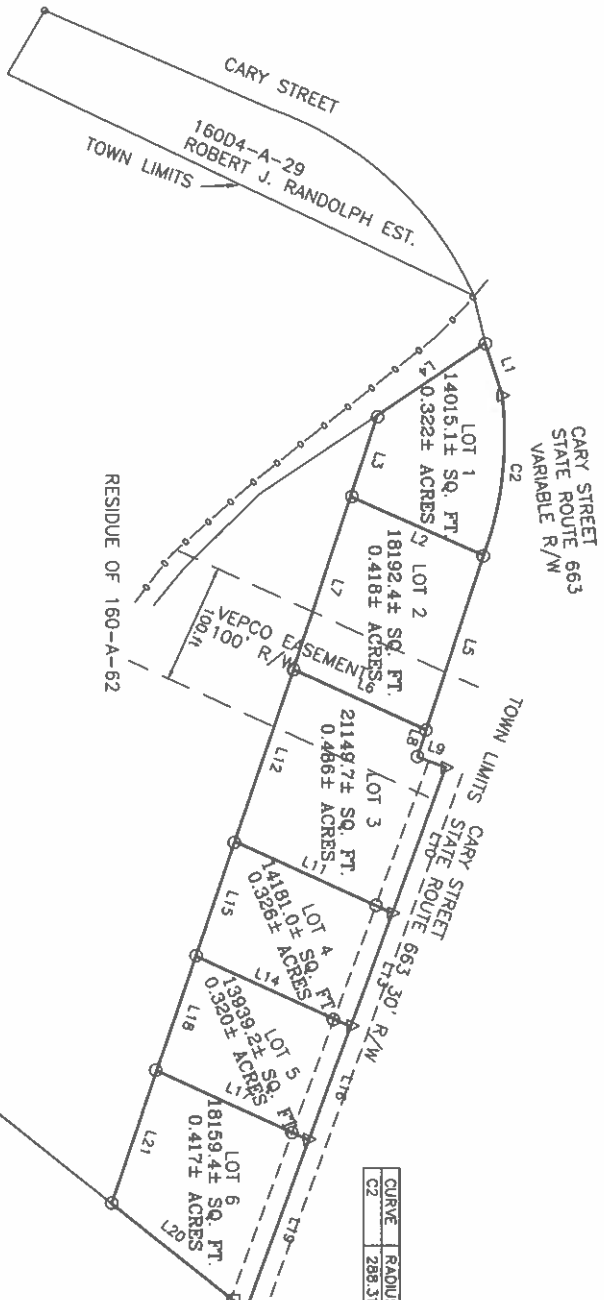 CARY STREET
160D4-A-29
ROBERT J. RANDOLPH EST.
TOWN LIMITS
CARY STREET
STATE ROUTE 663
VARIABLE R/W
L1
C2
L4
LOT 1
14015.1± SQ. FT.
0.322± ACRES
L3
L2
LOT 2
18192.4± SQ. FT.
0.418± ACRES
L5
L7
L6
VEPCO EASEMENT
100' R/W
100.ft
RESIDUE OF 160-A-62
L8
L9
TOWN LIMITS
CARY STREET
STATE ROUTE 663 30' R/W
L10
LOT 3
21149.7± SQ. FT.
0.486± ACRES
L12
L11
L13
LOT 4
14181.0± SQ. FT.
0.326± ACRES
L15
L14
L16
LOT 5
13939.2± SQ. FT.
0.320± ACRES
L18
L17
L19
LOT 6
18159.4± SQ. FT.
0.417± ACRES
L21
L20
CURVE
C2